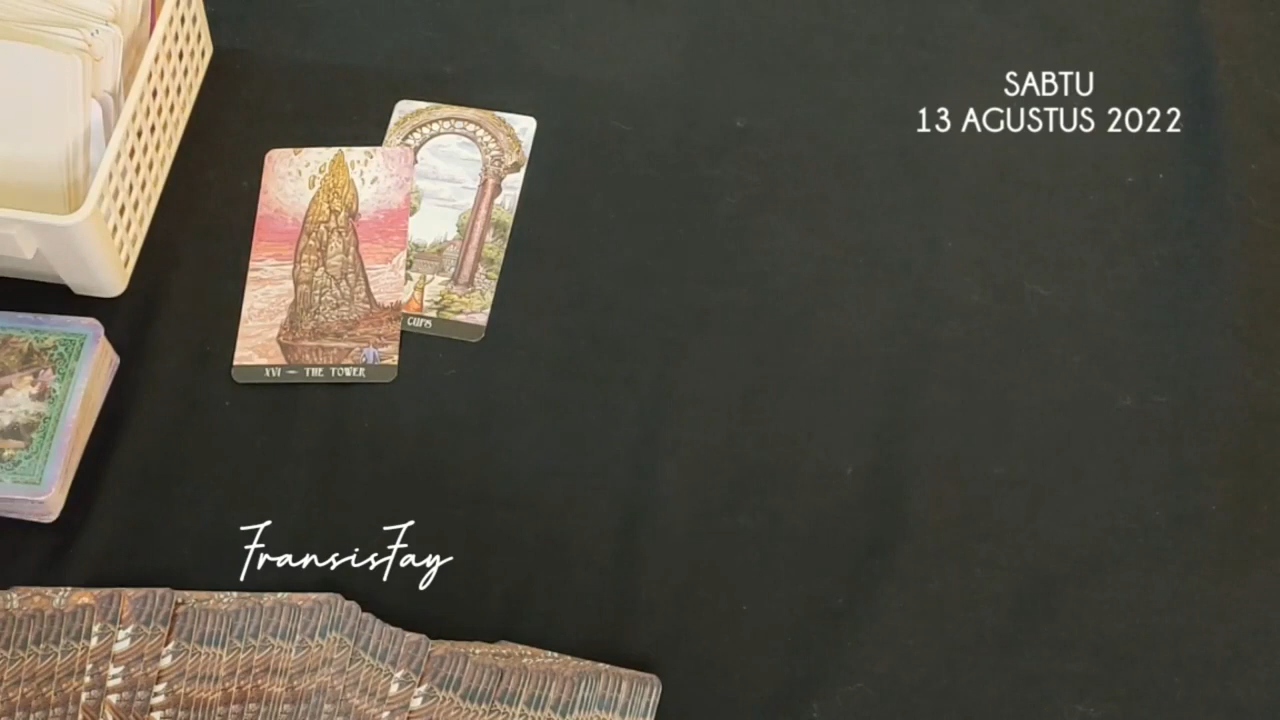 SABTU
13 AGUSTUS 2022
CUPS
XVI — THE TOWER
FransisFay